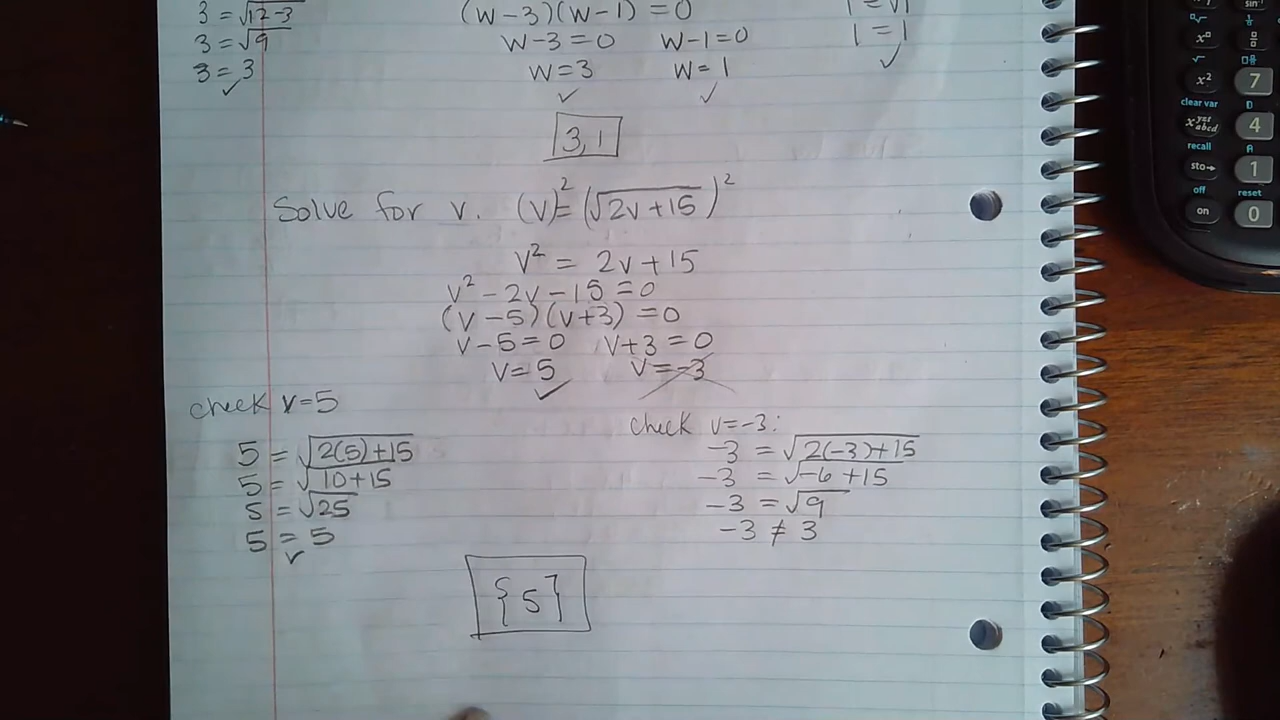 3 = √12-3
3 = √9
3 = 3 ✓
(w-3)(w-1) = 0
w-3=0 w-1=0
w=3 ✓ w=1 ✓
3,1
1 = √1
1 = 1 ✓
Solve for v. (v)² = (√2v+15)²
v² = 2v+15
v² - 2v - 15 = 0
(v-5)(v+3) = 0
v-5=0 v+3=0
v=5 ✓ v=-3
check v=5
5 = √2(5)+15
5 = √10+15
5 = √25
5 = 5 ✓
check v=-3:
-3 = √2(-3)+15
-3 = √-6+15
-3 = √9
-3 ≠ 3
{5}
x² 7
clear var
4
recall
sto→ 1
off reset
on 0